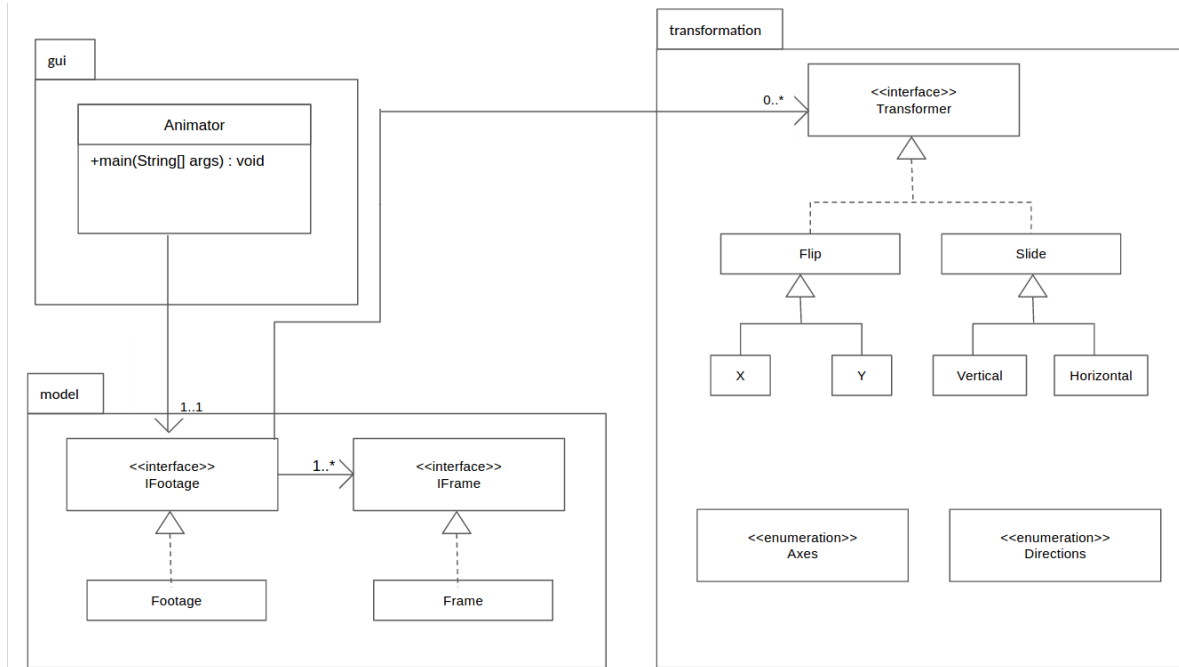 gui
Animator
+main(String[] args) : void
transformation
<<interface>>
Transformer
0..*
Flip
Slide
X
Y
Vertical
Horizontal
model
1..1
<<interface>>
IFootage
1..*
<<interface>>
IFrame
Footage
Frame
<<enumeration>>
Axes
<<enumeration>>
Directions